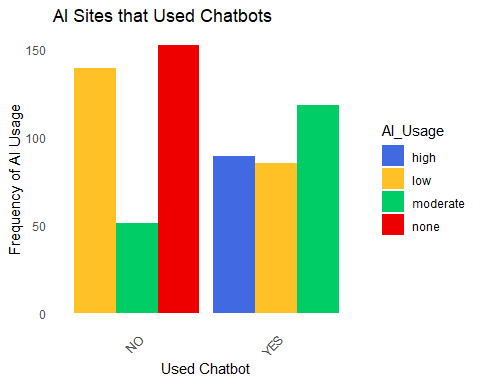 AI Sites that Used Chatbots
150
100
50
0
Frequency of AI Usage
NO
YES
Used Chatbot
AI_Usage
high
low
moderate
none